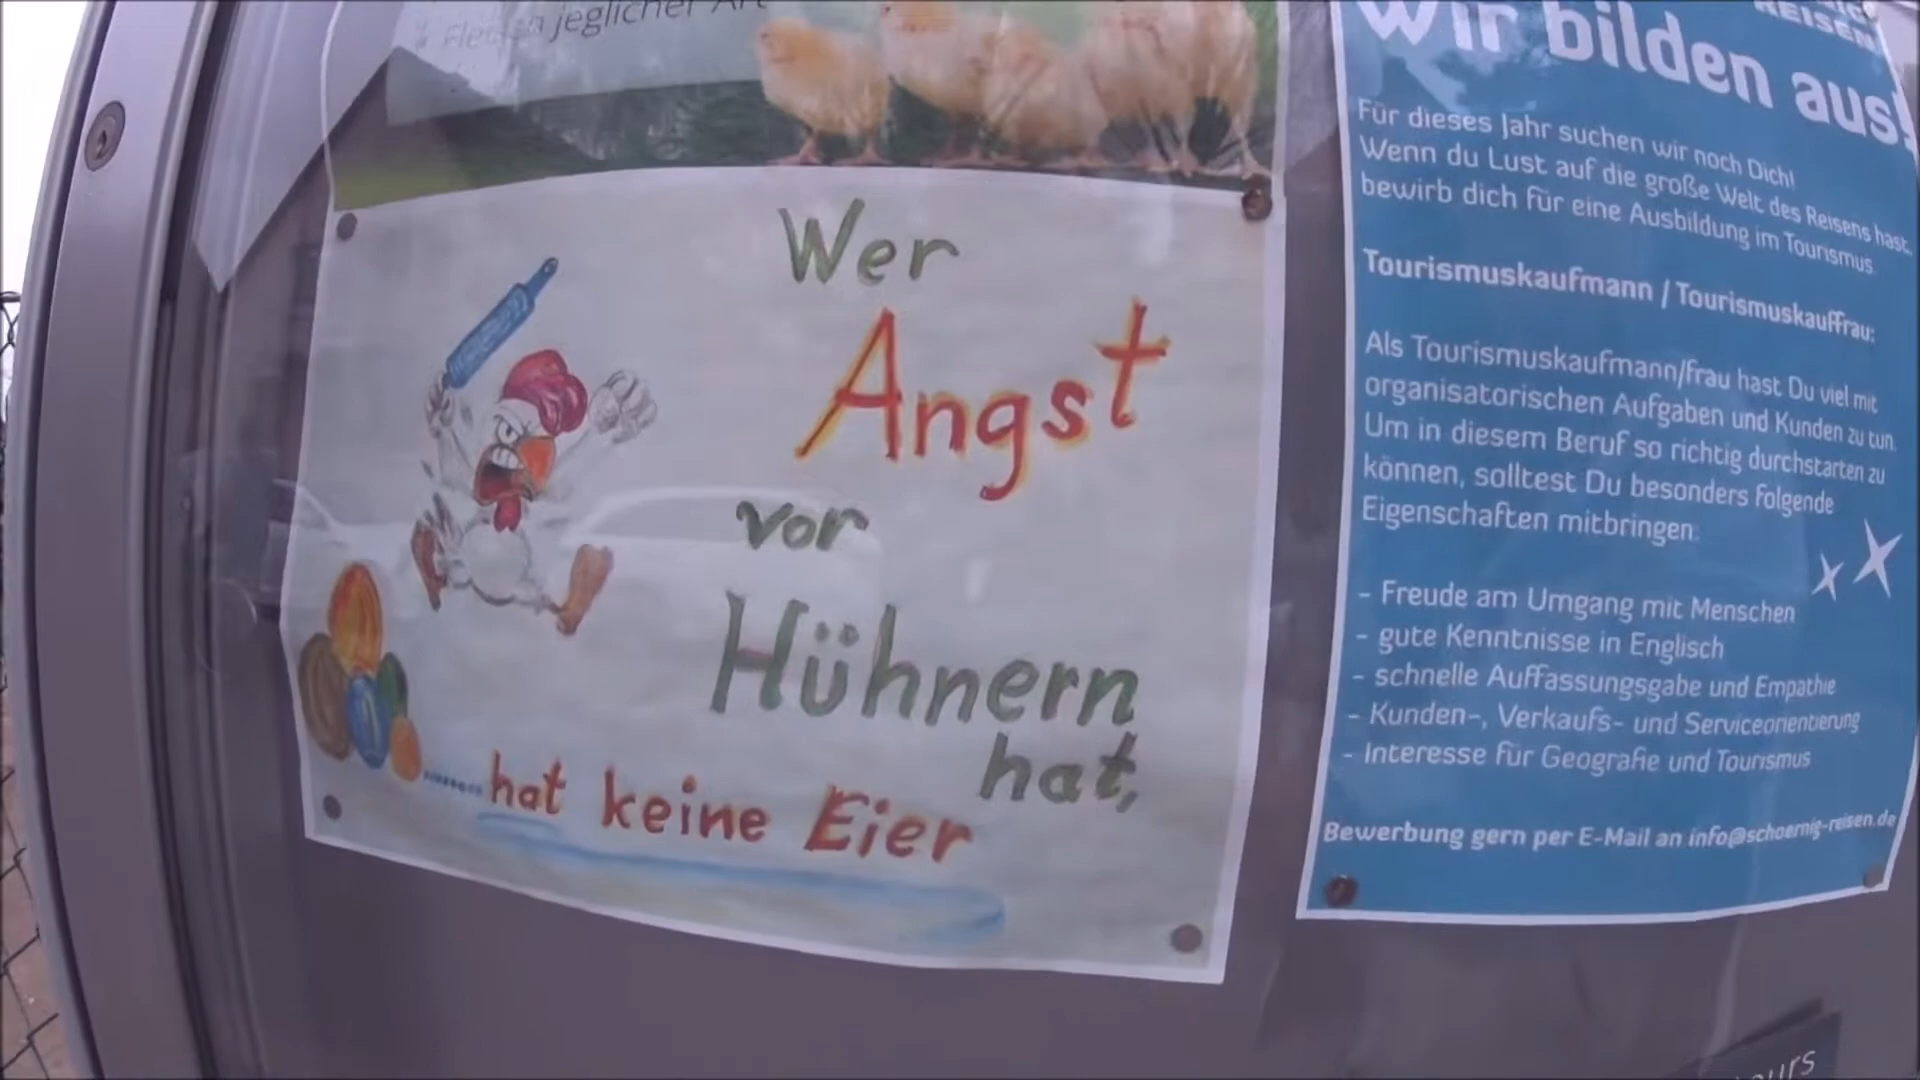 jeglicher Art
Wer
Angst
vor
Hühnern
hat,
hat keine Eier
REISEN
Wir bilden aus!
Für dieses Jahr suchen wir noch Dich!
Wenn du Lust auf die große Welt des Reisens hast,
bewirb dich für eine Ausbildung im Tourismus
Tourismuskaufmann / Tourismuskauffrau:
Als Tourismuskaufmann/frau hast Du viel mit
organisatorischen Aufgaben und Kunden zu tun.
Um in diesem Beruf so richtig durchstarten zu
können, solltest Du besonders folgende
Eigenschaften mitbringen:
- Freude am Umgang mit Menschen
- gute Kenntnisse in Englisch
- schnelle Auffassungsgabe und Empathie
- Kunden-, Verkaufs- und Serviceorientierung
- Interesse für Geografie und Tourismus
Bewerbung gern per E-Mail an info@schoernig-reisen.de